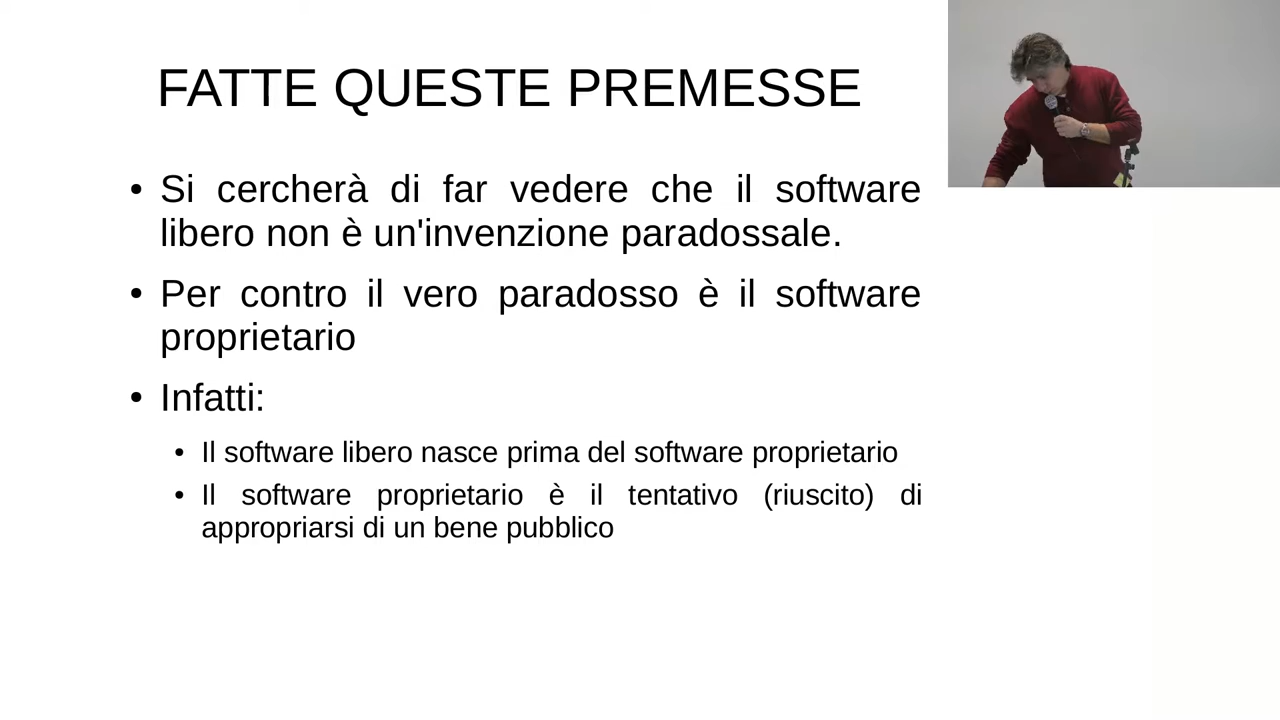 FATTE QUESTE PREMESSE
• Si cercherà di far vedere che il software
libero non è un'invenzione paradossale.
• Per contro il vero paradosso è il software
proprietario
• Infatti:
• Il software libero nasce prima del software proprietario
• Il software proprietario è il tentativo (riuscito) di
appropriarsi di un bene pubblico